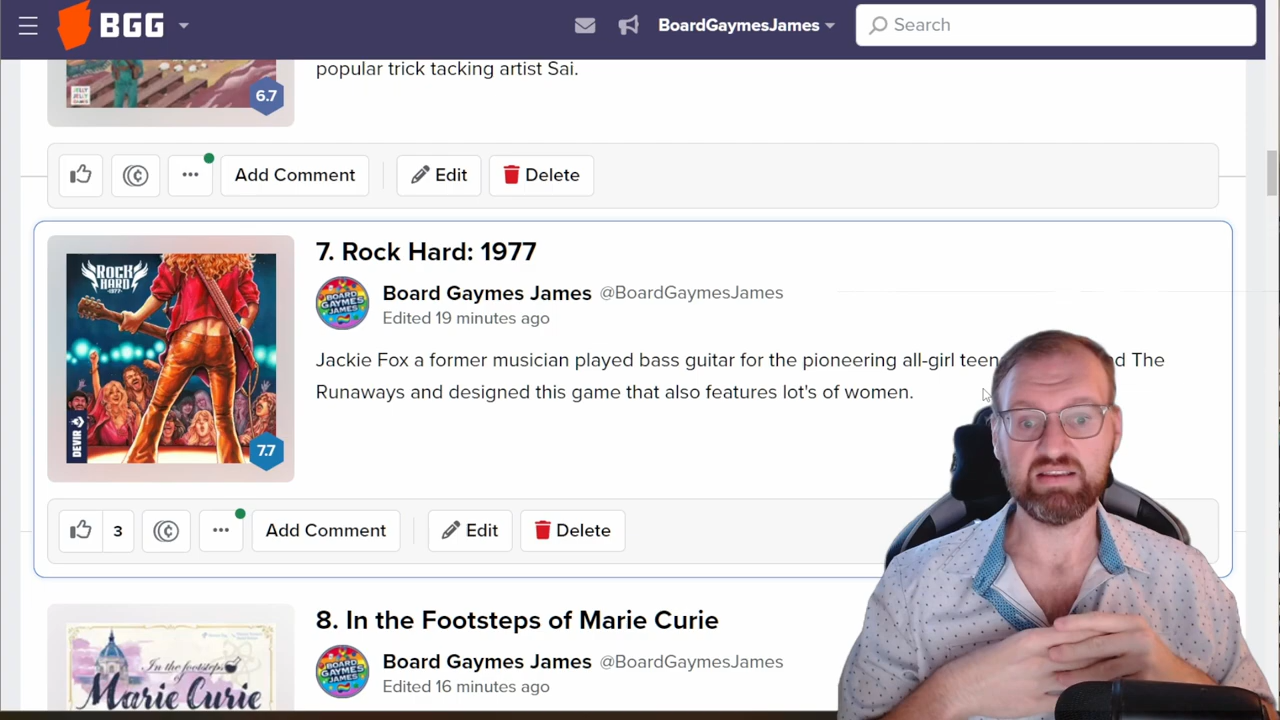 BGG
BoardGaymesJames
Search
popular trick tacking artist Sai.
6.7
Add Comment
Edit
Delete
7. Rock Hard: 1977
ROCK
HARD
1977
DEVIR
7.7
Board Gaymes James @BoardGaymesJames
Edited 19 minutes ago
Jackie Fox a former musician played bass guitar for the pioneering all-girl teen The
Runaways and designed this game that also features lot's of women.
3
Add Comment
Edit
Delete
8. In the Footsteps of Marie Curie
In the footsteps
Marie Curie
BOARD
GAYMES
JAMES
Board Gaymes James @BoardGaymesJames
Edited 16 minutes ago